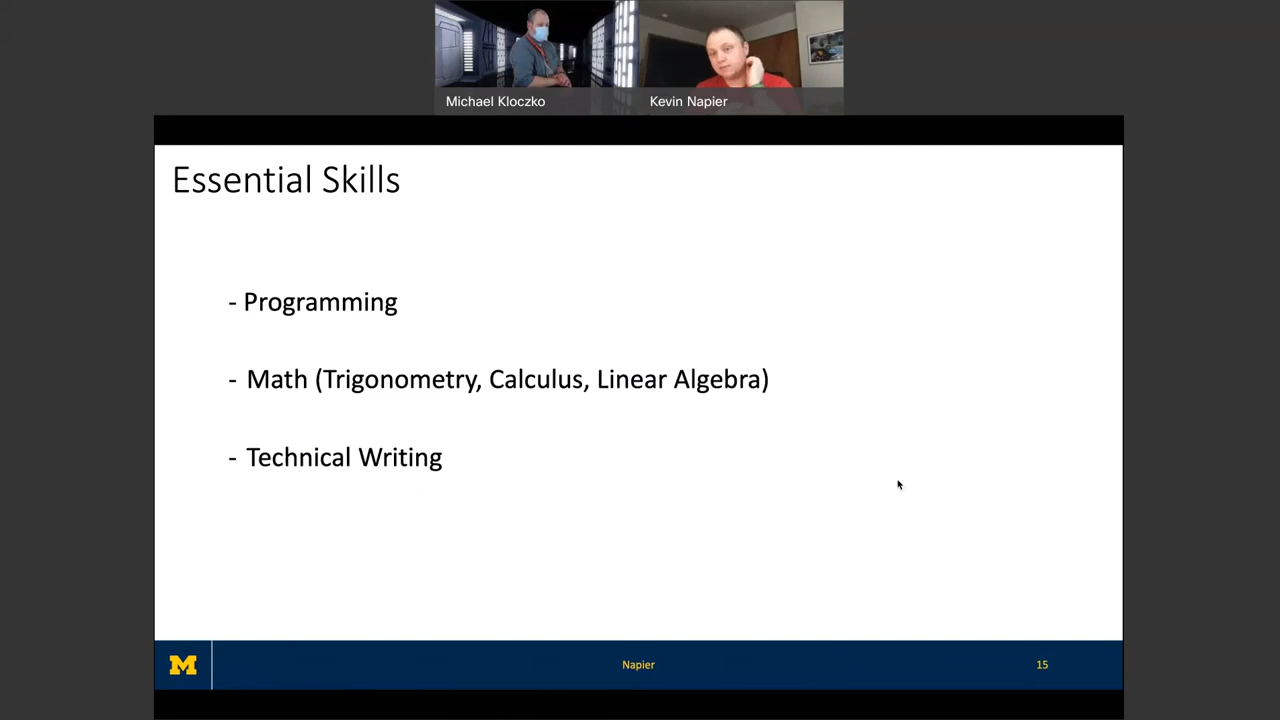 Michael Kloczko
Kevin Napier
Essential Skills
- Programming
- Math (Trigonometry, Calculus, Linear Algebra)
- Technical Writing
M
Napier
15